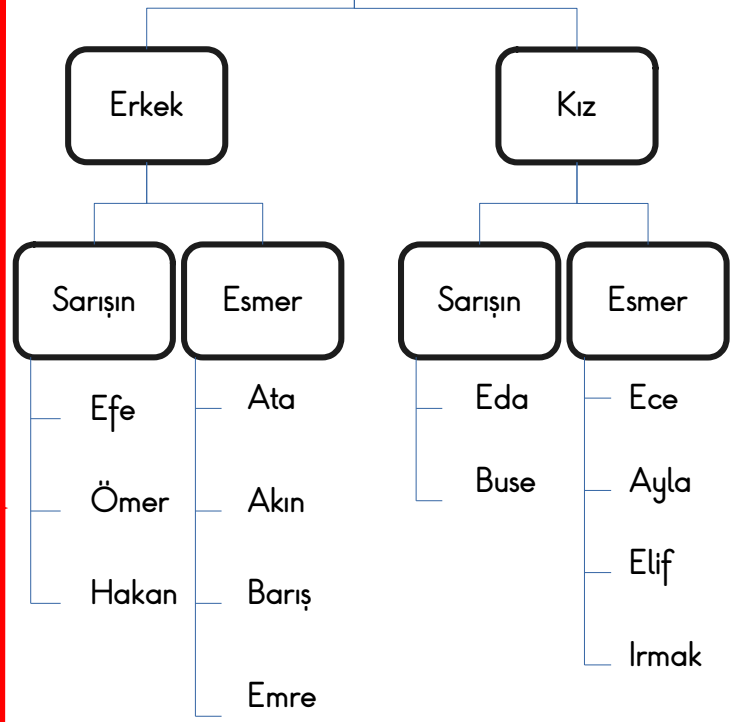 Erkek
Kız
Sarışın
Esmer
Sarışın
Esmer
Efe
Ömer
Hakan
Ata
Akın
Barış
Emre
Eda
Buse
Ece
Ayla
Elif
Irmak